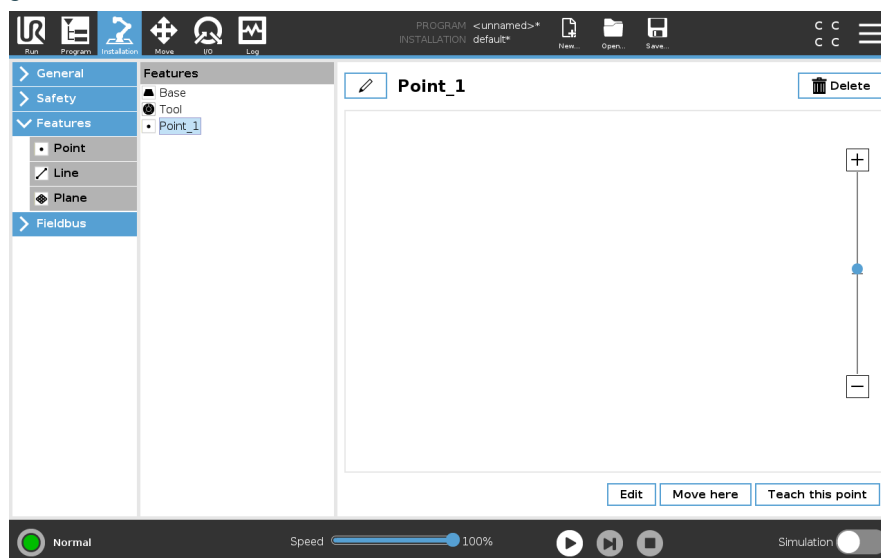 PROGRAM <unnamed>*
INSTALLATION default*
Run Program Installation Move I/O Log New... Open... Save...
C C
C C
General
Safety
Features
Point
Line
Plane
Fieldbus
Features
Base
Tool
Point_1
Point_1
Delete
Edit Move here Teach this point
Normal Speed 100% Simulation